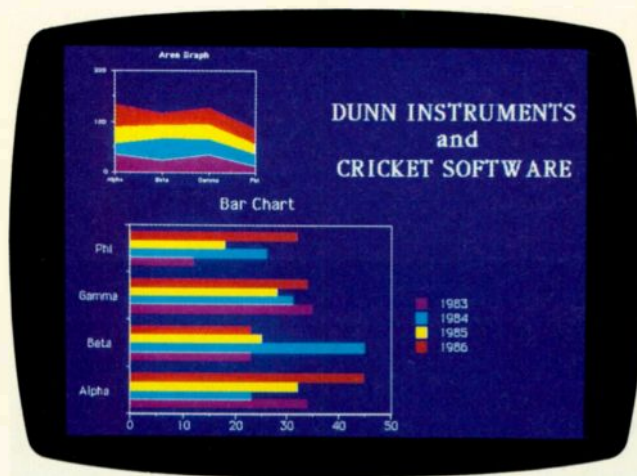 Area Graph
200
100
0
Alpha Beta Gamma Phi
DUNN INSTRUMENTS
and
CRICKET SOFTWARE
Bar Chart
Phi
Gamma
Beta
Alpha
0 10 20 30 40 50
1983
1984
1985
1986